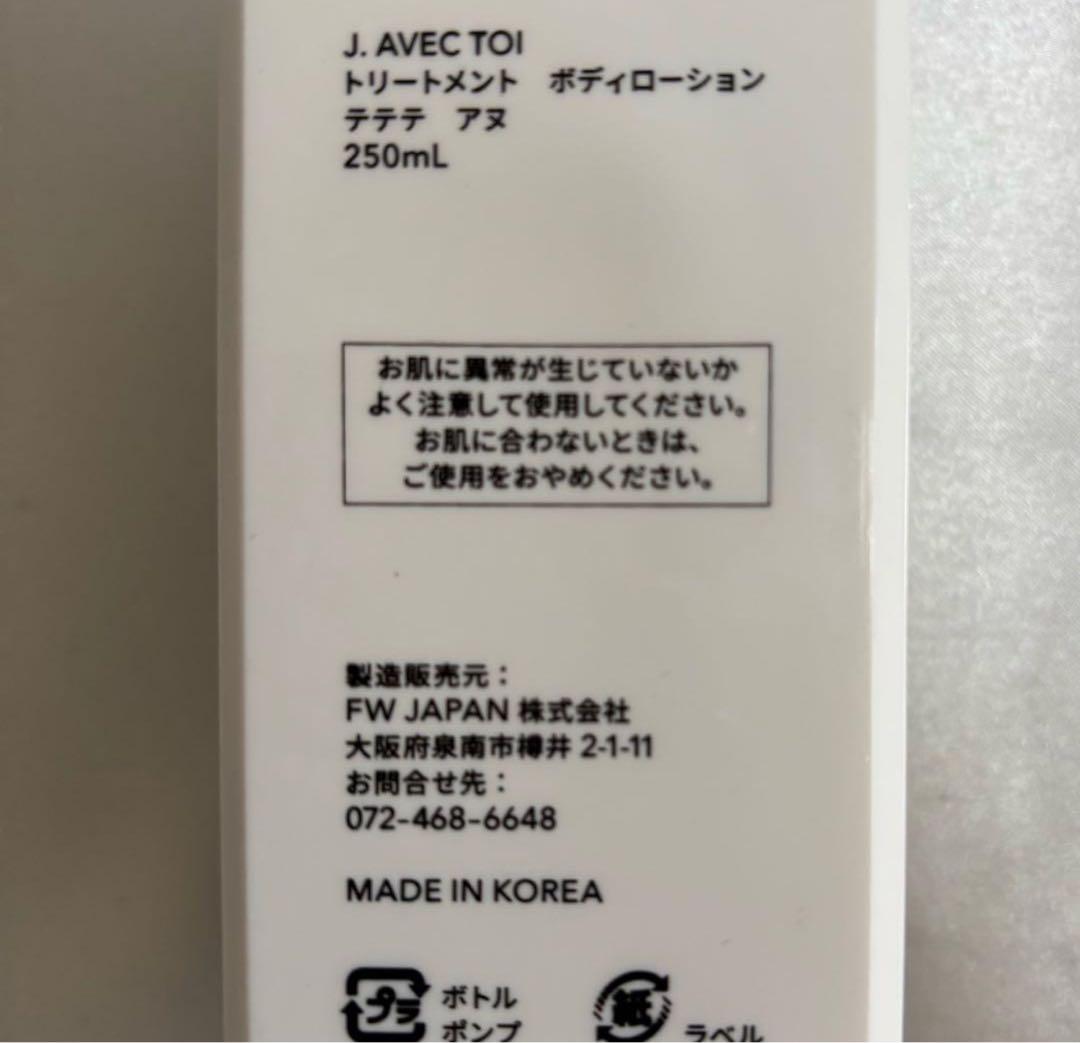 J. AVEC TOI
トリートメント ボディローション
テテテ アヌ
250mL
お肌に異常が生じていないか
よく注意して使用してください。
お肌に合わないときは、
ご使用をおやめください。
製造販売元：
FW JAPAN 株式会社
大阪府泉南市樽井 2-1-11
お問合せ先：
072-468-6648
MADE IN KOREA
プラ ボトル
ポンプ
紙 ラベル